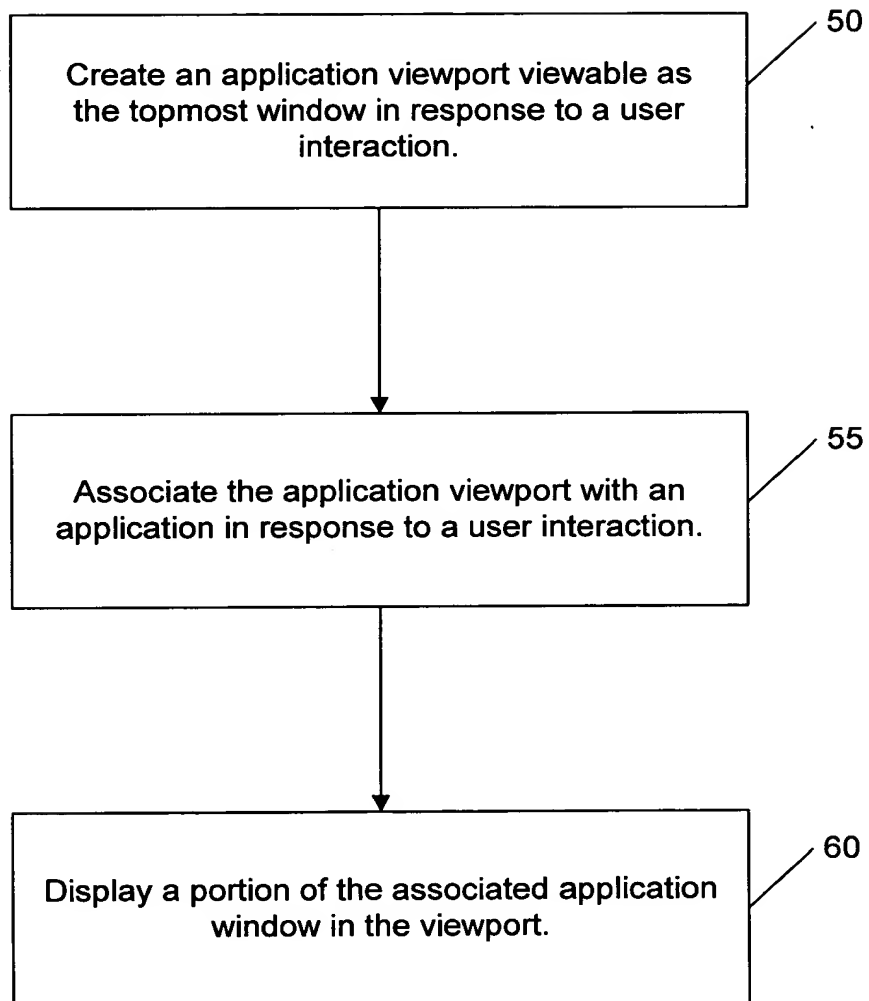 50
Create an application viewport viewable as
the topmost window in response to a user
interaction.
55
Associate the application viewport with an
application in response to a user interaction.
60
Display a portion of the associated application
window in the viewport.